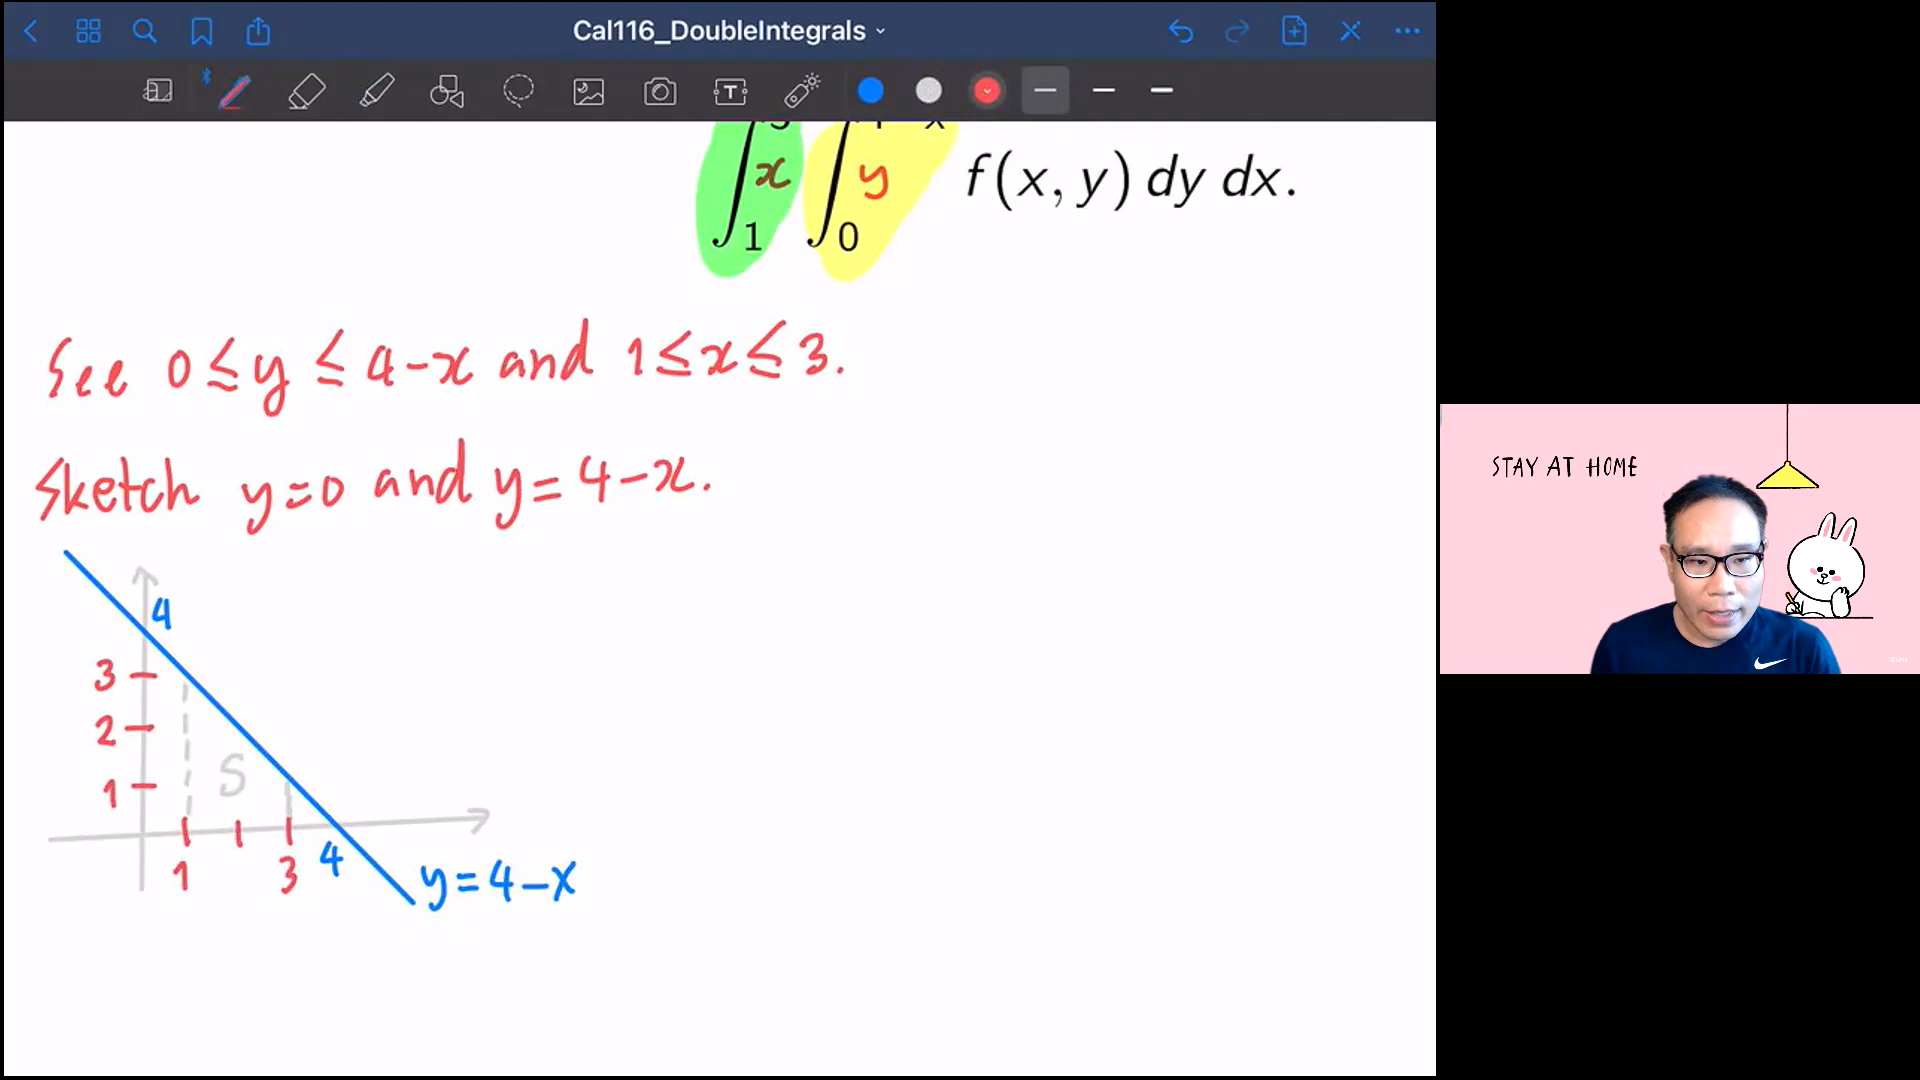 Cal116_DoubleIntegrals
∫₁ x ∫₀ y f(x, y) dy dx.
See 0 ≤ y ≤ 4-x and 1 ≤ x ≤ 3.
Sketch y=0 and y=4-x.
4
3
2
1
S
1 3 4
y=4-x
STAY AT HOME